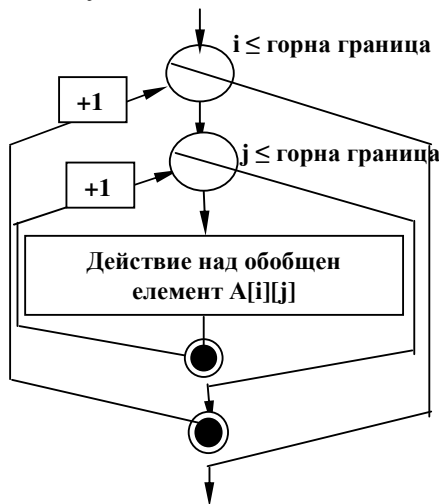 i ≤ горна граница
+1
j ≤ горна граница
+1
Действие над обобщен
елемент A[i][j]